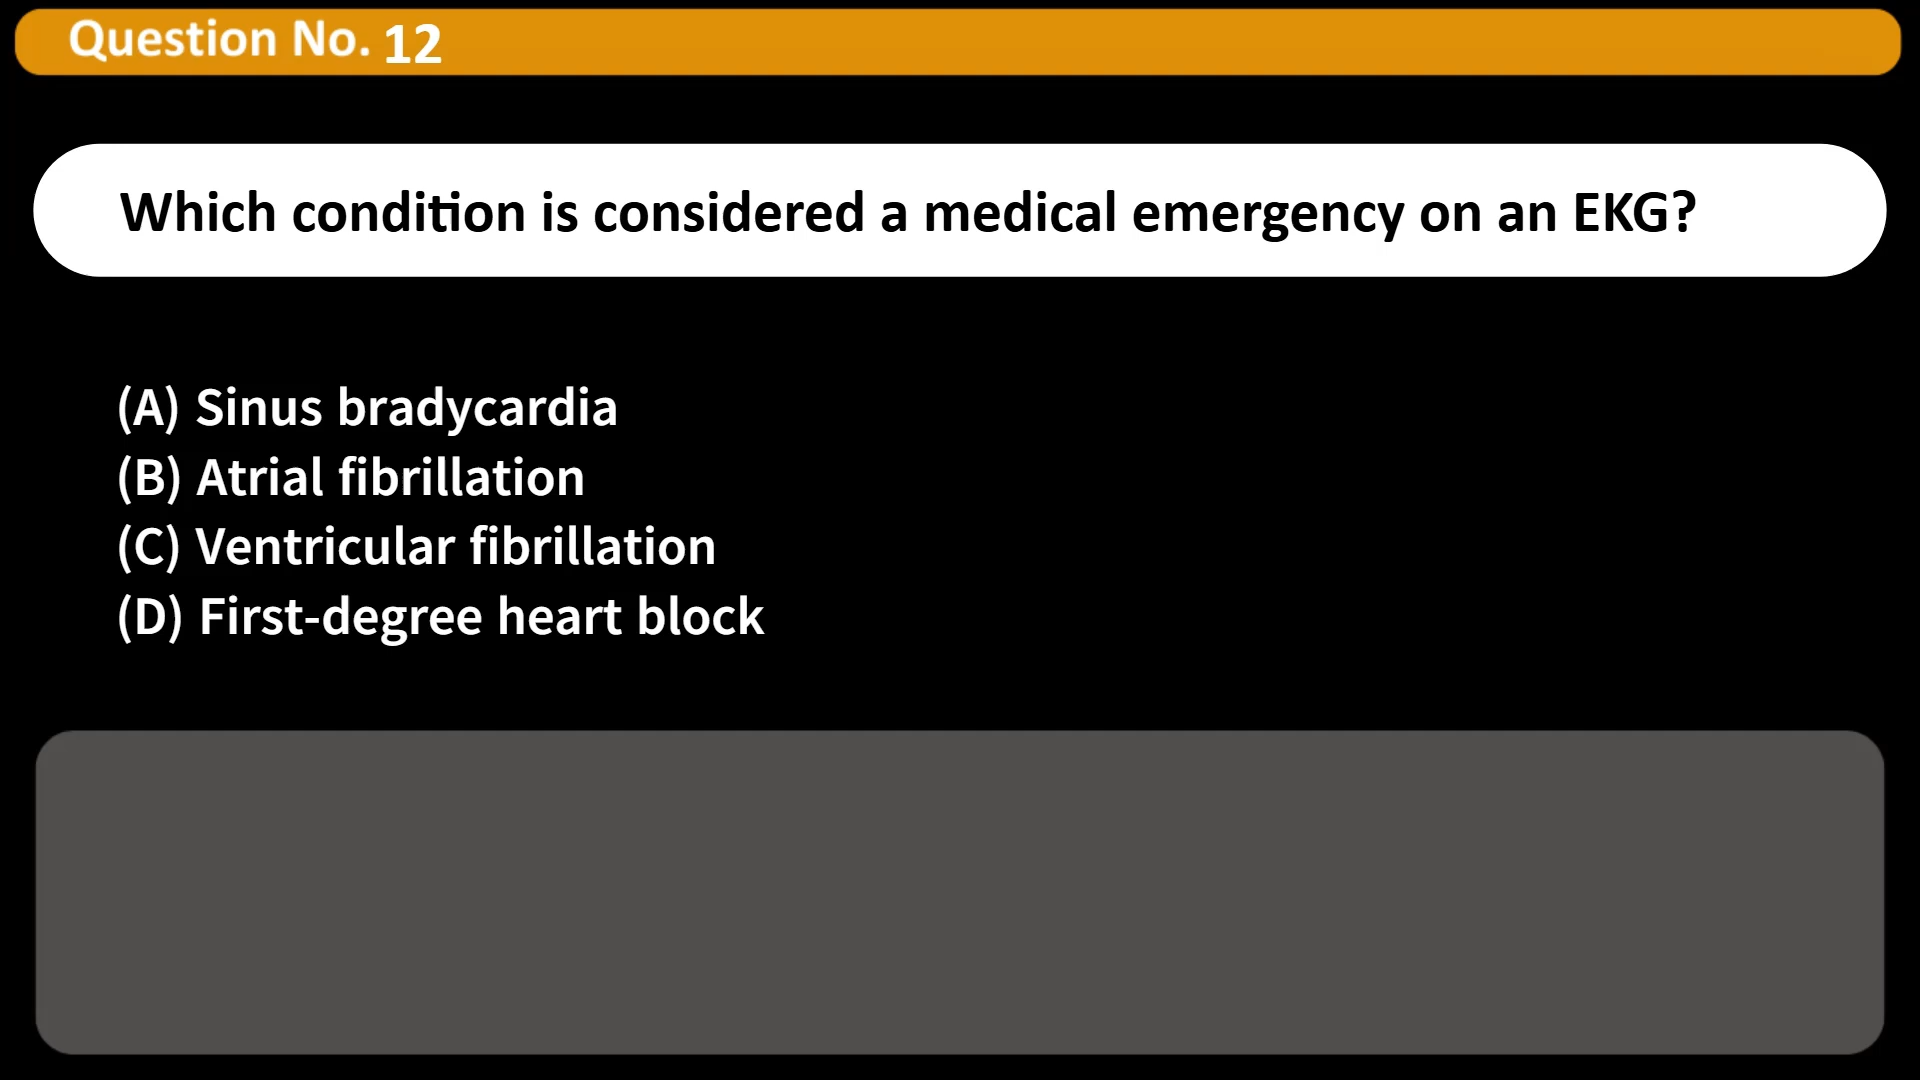 Question No. 12
Which condition is considered a medical emergency on an EKG?
(A) Sinus bradycardia
(B) Atrial fibrillation
(C) Ventricular fibrillation
(D) First-degree heart block